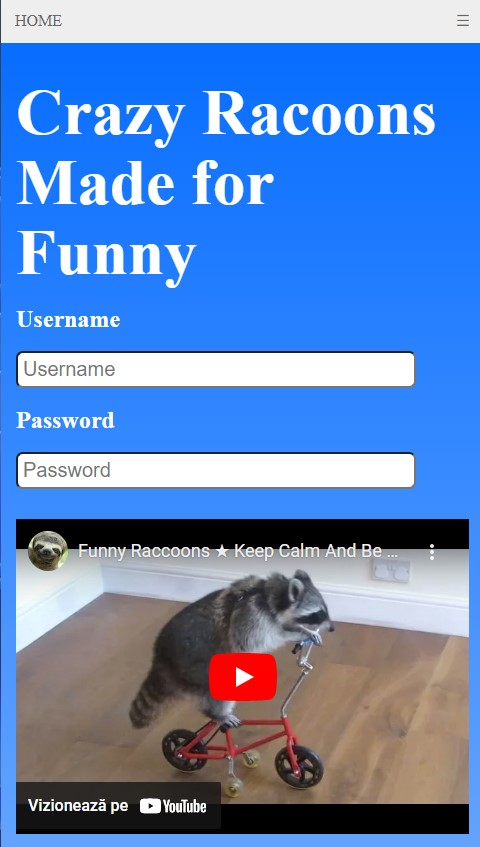 HOME
Crazy Racoons
Made for
Funny
Username
Username
Password
Password
Funny Raccoons ★ Keep Calm And Be ...
Vizionează pe YouTube